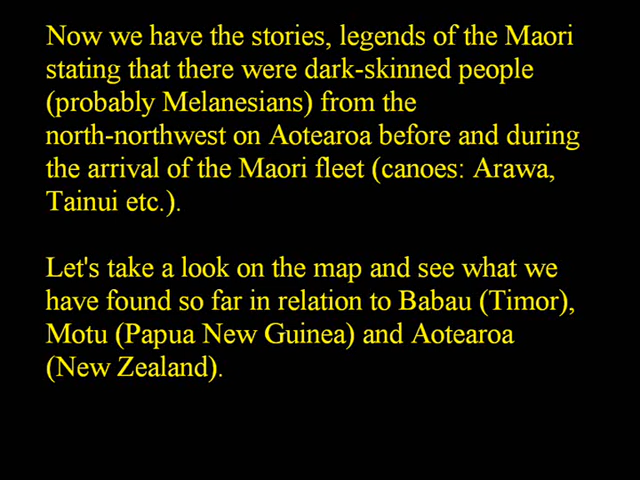 Now we have the stories, legends of the Maori
stating that there were dark-skinned people
(probably Melanesians) from the
north-northwest on Aotearoa before and during
the arrival of the Maori fleet (canoes: Arawa,
Tainui etc.).
Let's take a look on the map and see what we
have found so far in relation to Babau (Timor),
Motu (Papua New Guinea) and Aotearoa
(New Zealand).